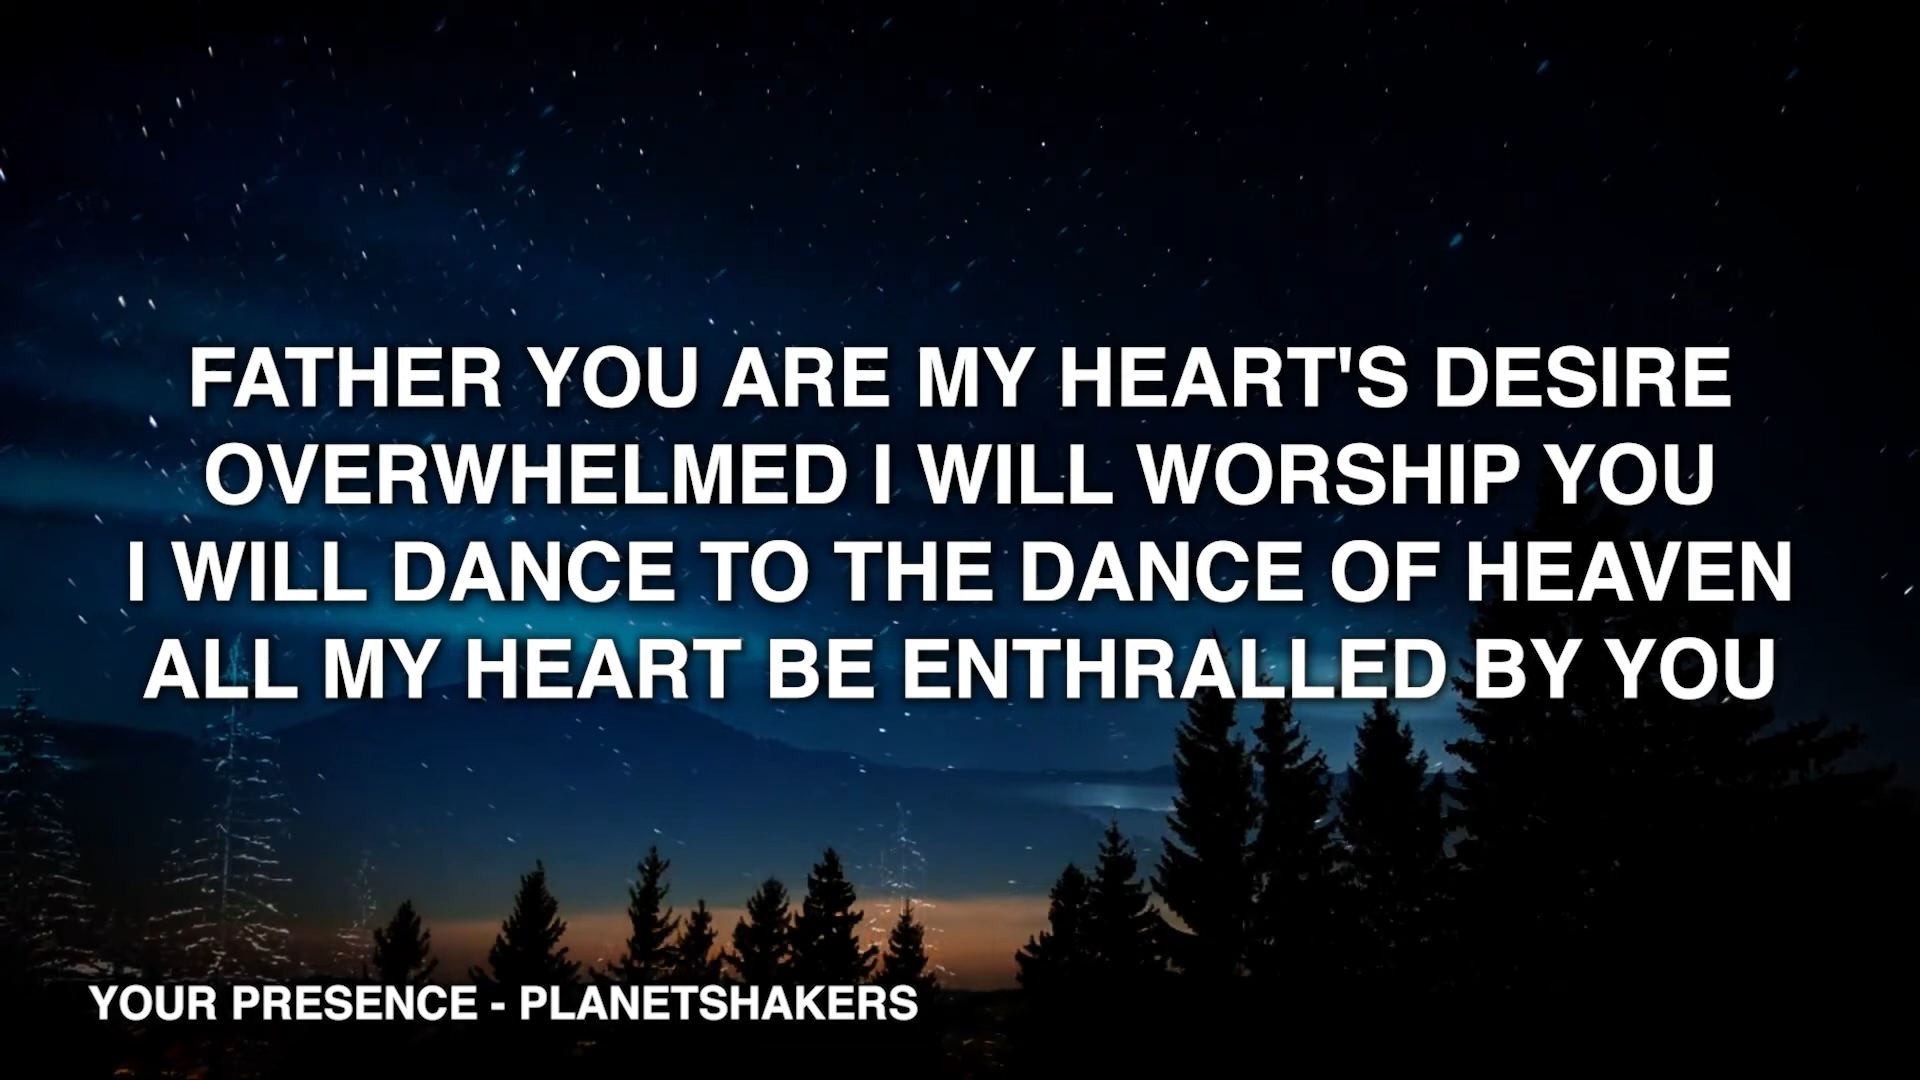 FATHER YOU ARE MY HEART'S DESIRE
OVERWHELMED I WILL WORSHIP YOU
I WILL DANCE TO THE DANCE OF HEAVEN
ALL MY HEART BE ENTHRALLED BY YOU
YOUR PRESENCE - PLANETSHAKERS